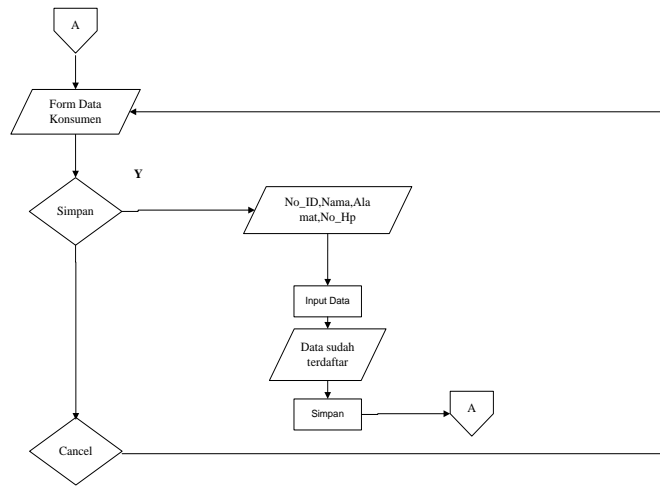 A
Form Data
Konsumen
Y
Simpan
No_ID,Nama,Ala
mat,No_Hp
Input Data
Data sudah
terdaftar
Simpan
A
Cancel